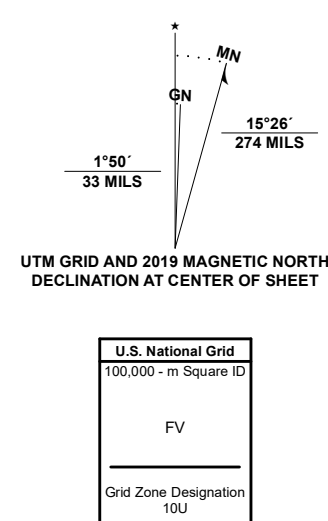 ★
MN
GN
15°26´
274 MILS
1°50´
33 MILS
UTM GRID AND 2019 MAGNETIC NORTH
DECLINATION AT CENTER OF SHEET
U.S. National Grid
100,000 - m Square ID
FV
Grid Zone Designation
10U